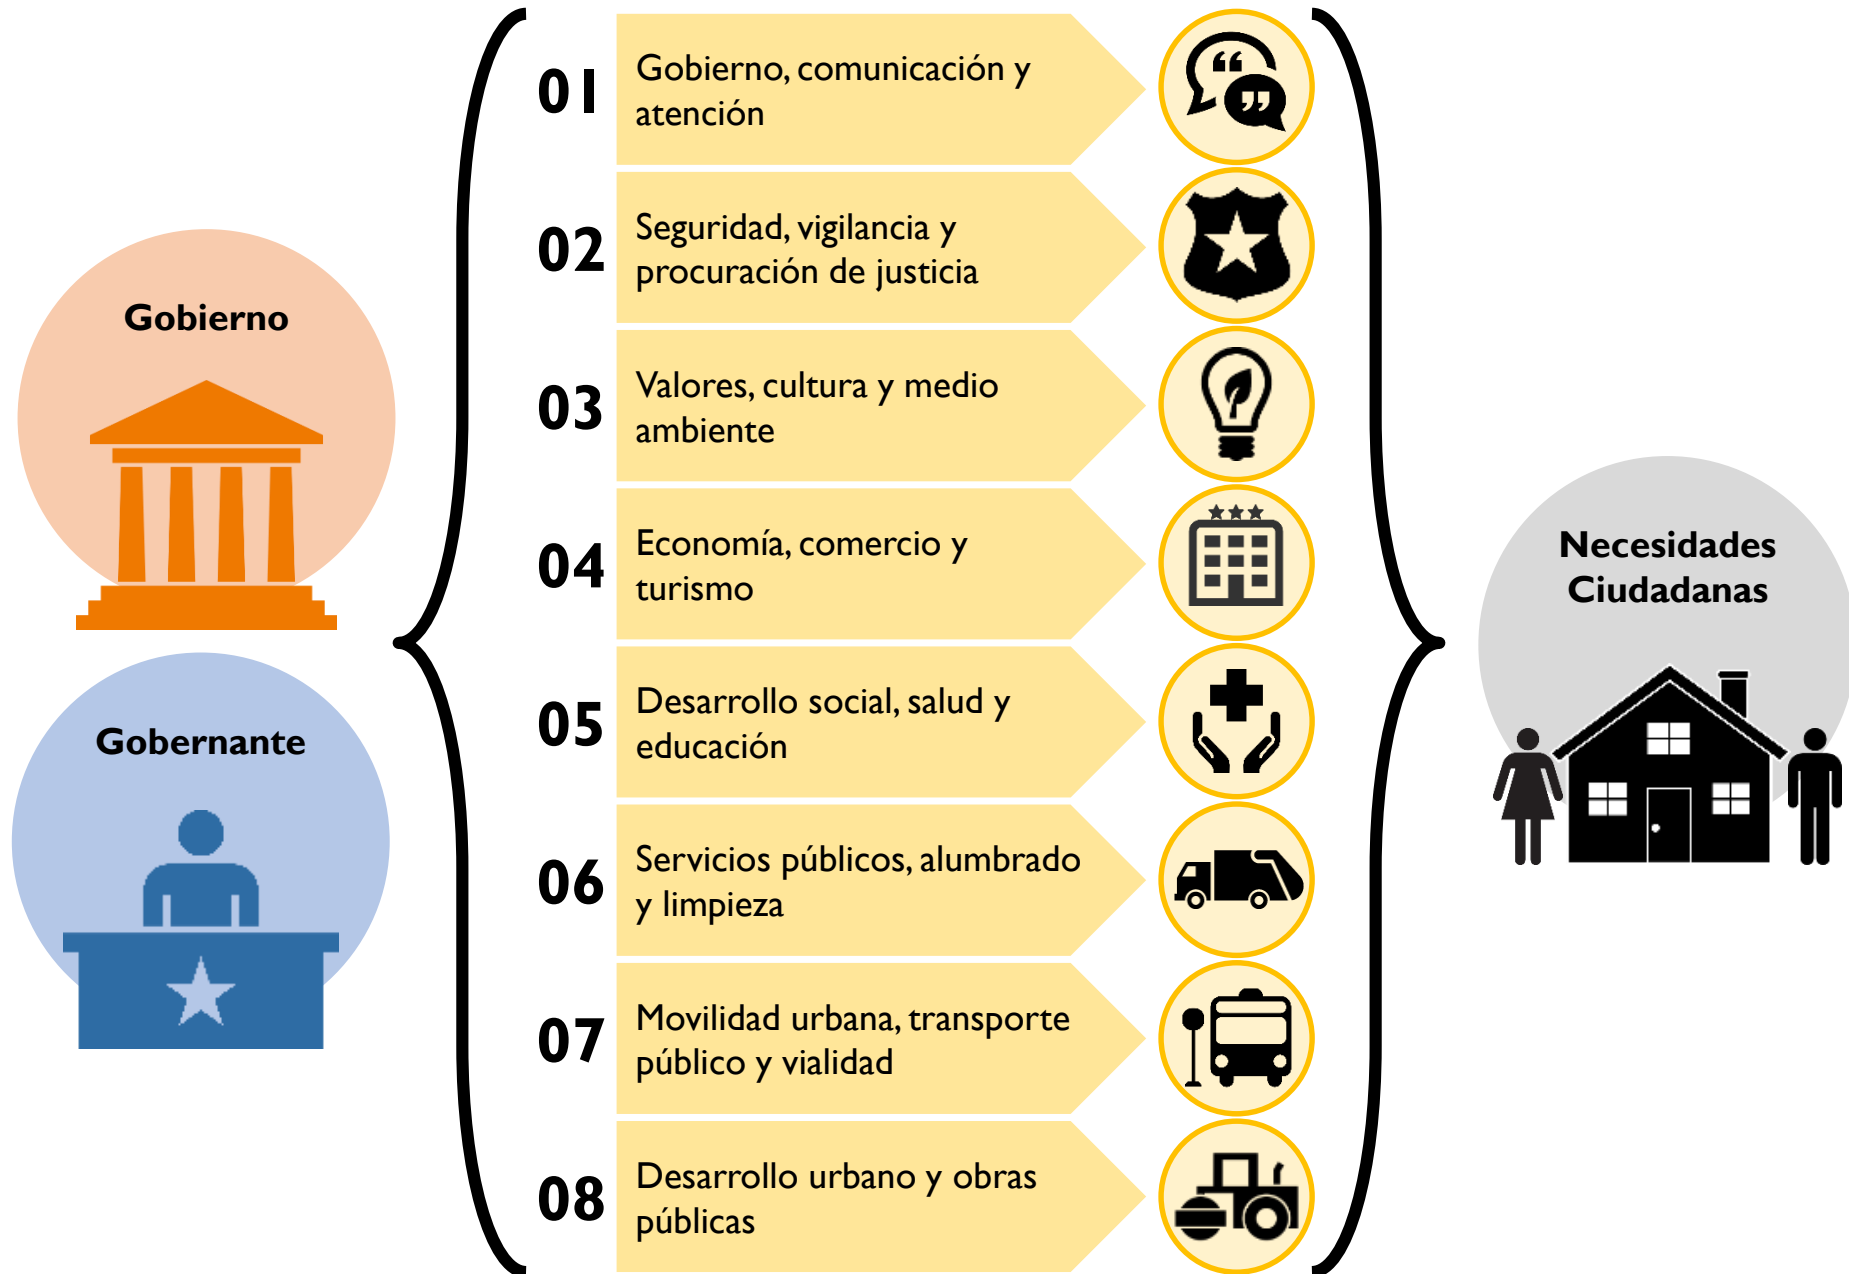 Gobierno
Gobernante
01
Gobierno, comunicación y
atención
02
Seguridad, vigilancia y
procuración de justicia
03
Valores, cultura y medio
ambiente
04
Economía, comercio y
turismo
05
Desarrollo social, salud y
educación
06
Servicios públicos, alumbrado
y limpieza
07
Movilidad urbana, transporte
público y vialidad
08
Desarrollo urbano y obras
públicas
Necesidades
Ciudadanas